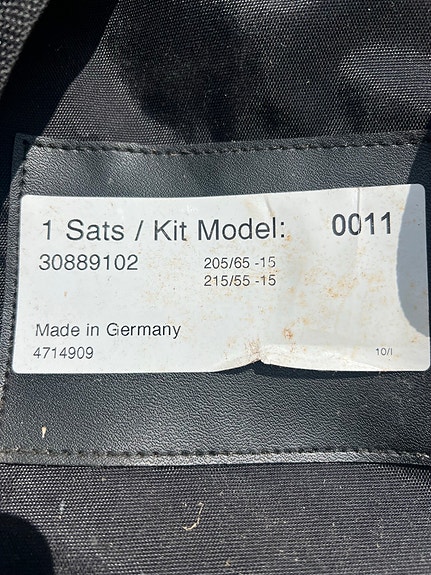 1 Sats / Kit Model: 0011
30889102 205/65 -15
215/55 -15
Made in Germany
4714909 10/I